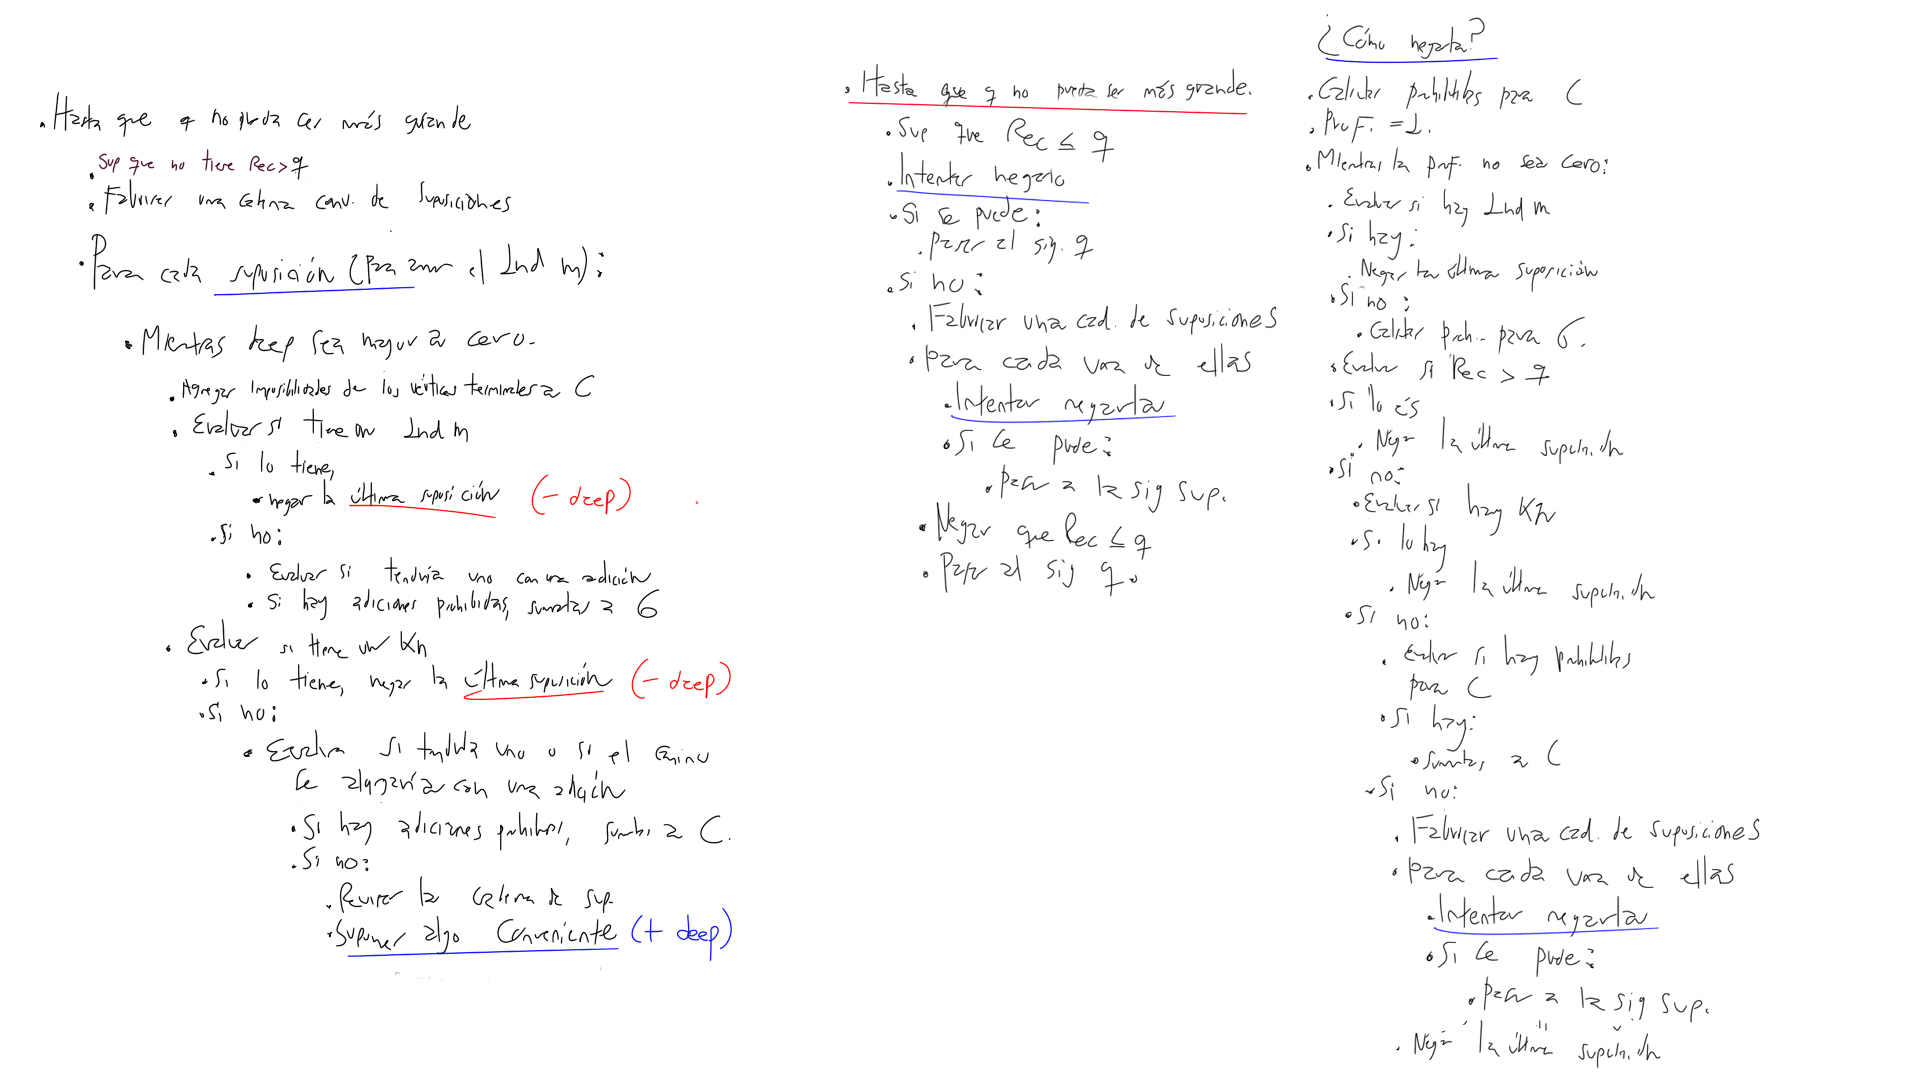 . Hasta que q no pueda ser más grande
. Sup que no tiene Rec > q
. Fabricar una cadena conv. de suposiciones
. Para cada suposición (para el Ind m):
. Mientras deep sea mayor a cero.
. Agregar imposibilidades de los vértices terminales a C
. Evaluar si tiene un Ind m
. Si lo tiene,
. negar la última suposición (- deep)
. Si no:
. Evaluar si tendría uno con una adición
. Si hay adiciones prohibidas, sumarlas a G
. Evaluar si tiene un Kn
. Si lo tiene, negar la última suposición (- deep)
. Si no:
. Evaluar si tendría uno o si el camino
se alargaría con una adición
. Si hay adiciones prohibidas, sumar a C.
. Si no:
. Revisar la cadena de sup.
. Suponer algo conveniente (+ deep)
. Hasta que q no pueda ser más grande.
. Sup que Rec ≤ q
. Intentar negarlo
. Si se puede:
. pasar al sig. q
. Si no:
. Fabricar una cad. de suposiciones
. para cada una de ellas
. Intentar negarla
. Si se puede:
. pasar a la sig sup.
. Negar que Rec ≤ q
. Pasar al sig q.
¿Cómo negarla?
. Calcular prohibidas para C
. Prof. = 1.
. Mientras la prof. no sea cero:
. Evaluar si hay Ind m
. Si hay:
. Negar la última suposición
. Si no:
. Calcular proh. para G.
. Evaluar si Rec > q
. Si lo es
. Negar la última suposición
. Si no:
. Evaluar si hay Kn
. Si lo hay
. Negar la última suposición
. Si no:
. Evaluar si hay prohibidas
para C
. Si hay:
. sumarlas a C
. Si no:
. Fabricar una cad. de suposiciones
. para cada una de ellas
. Intentar negarla
. Si se puede:
. pasar a la sig sup.
. Negar la última suposición